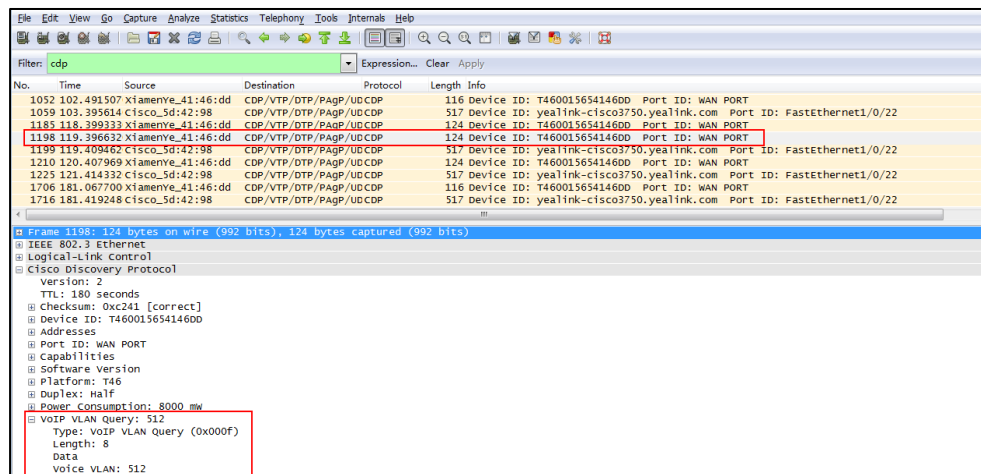 File Edit View Go Capture Analyze Statistics Telephony Tools Internals Help
Filter: cdp Expression... Clear Apply
No. Time Source Destination Protocol Length Info
1052 102.491507 XiamenYe_41:46:dd CDP/VTP/DTP/PAgP/UDCDP 116 Device ID: T460015654146DD Port ID: WAN PORT
1059 103.395614 Cisco_5d:42:98 CDP/VTP/DTP/PAgP/UDCDP 517 Device ID: yealink-cisco3750.yealink.com Port ID: FastEthernet1/0/22
1185 118.399333 XiamenYe_41:46:dd CDP/VTP/DTP/PAgP/UDCDP 124 Device ID: T460015654146DD Port ID: WAN PORT
1198 119.396632 XiamenYe_41:46:dd CDP/VTP/DTP/PAgP/UDCDP 124 Device ID: T460015654146DD Port ID: WAN PORT
1199 119.409462 Cisco_5d:42:98 CDP/VTP/DTP/PAgP/UDCDP 517 Device ID: yealink-cisco3750.yealink.com Port ID: FastEthernet1/0/22
1210 120.407969 XiamenYe_41:46:dd CDP/VTP/DTP/PAgP/UDCDP 124 Device ID: T460015654146DD Port ID: WAN PORT
1225 121.414332 Cisco_5d:42:98 CDP/VTP/DTP/PAgP/UDCDP 517 Device ID: yealink-cisco3750.yealink.com Port ID: FastEthernet1/0/22
1706 181.067700 XiamenYe_41:46:dd CDP/VTP/DTP/PAgP/UDCDP 116 Device ID: T460015654146DD Port ID: WAN PORT
1716 181.419248 Cisco_5d:42:98 CDP/VTP/DTP/PAgP/UDCDP 517 Device ID: yealink-cisco3750.yealink.com Port ID: FastEthernet1/0/22
Frame 1198: 124 bytes on wire (992 bits), 124 bytes captured (992 bits)
IEEE 802.3 Ethernet
Logical-Link Control
Cisco Discovery Protocol
Version: 2
TTL: 180 seconds
Checksum: 0xc241 [correct]
Device ID: T460015654146DD
Addresses
Port ID: WAN PORT
Capabilities
Software Version
Platform: T46
Duplex: Half
Power Consumption: 8000 mW
VoIP VLAN Query: 512
Type: VoIP VLAN Query (0x000f)
Length: 8
Data
Voice VLAN: 512